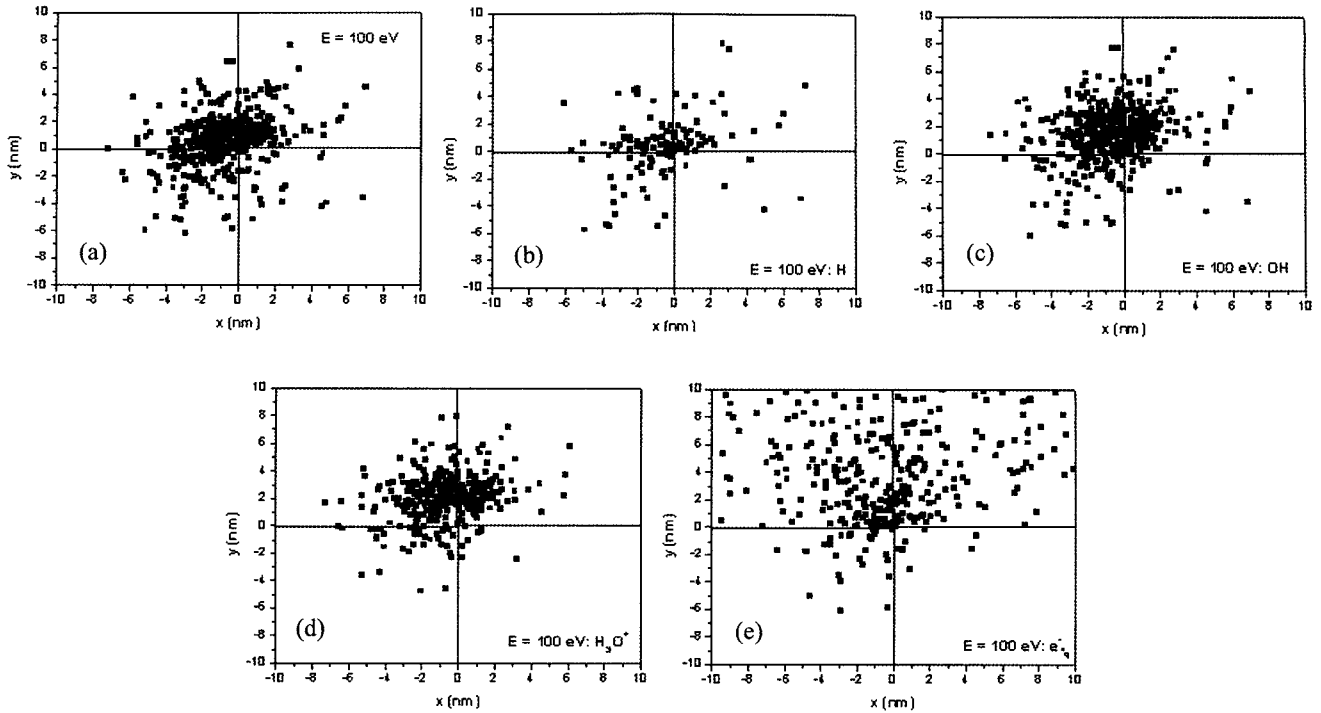 E = 100 eV
y (nm)
10
8
6
4
2
0
-2
-4
-6
-8
-10
(a)
-10 -8 -6 -4 -2 0 2 4 6 8 10
x (nm)
y (nm)
10
8
6
4
2
0
-2
-4
-6
-8
-10
(b)
E = 100 eV: H
-10 -8 -6 -4 -2 0 2 4 6 8 10
x (nm)
y (nm)
10
8
6
4
2
0
-2
-4
-6
-8
-10
(c)
E = 100 eV: OH
-10 -8 -6 -4 -2 0 2 4 6 8 10
x (nm)
y (nm)
10
8
6
4
2
0
-2
-4
-6
-8
-10
(d)
E = 100 eV: H₃O⁺
-10 -8 -6 -4 -2 0 2 4 6 8 10
x (nm)
y (nm)
10
8
6
4
2
0
-2
-4
-6
-8
-10
(e)
E = 100 eV: e⁻aq
-10 -8 -6 -4 -2 0 2 4 6 8 10
x (nm)